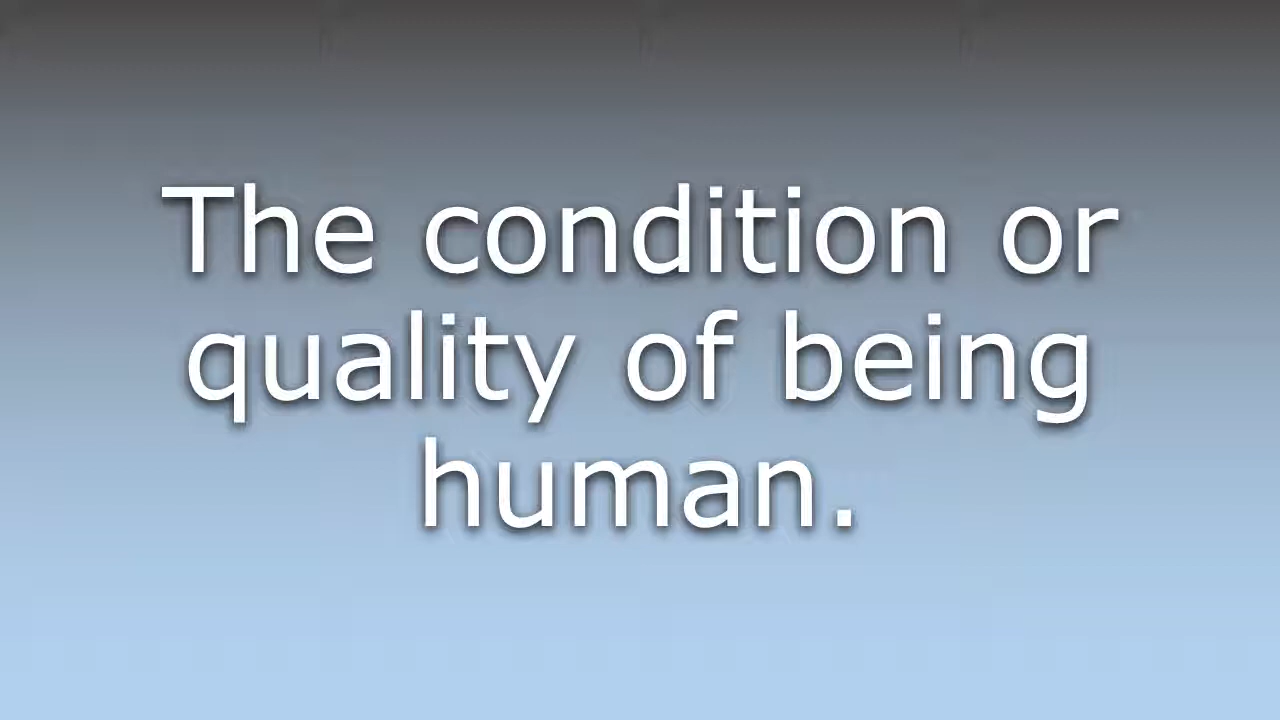 The condition or
quality of being
human.